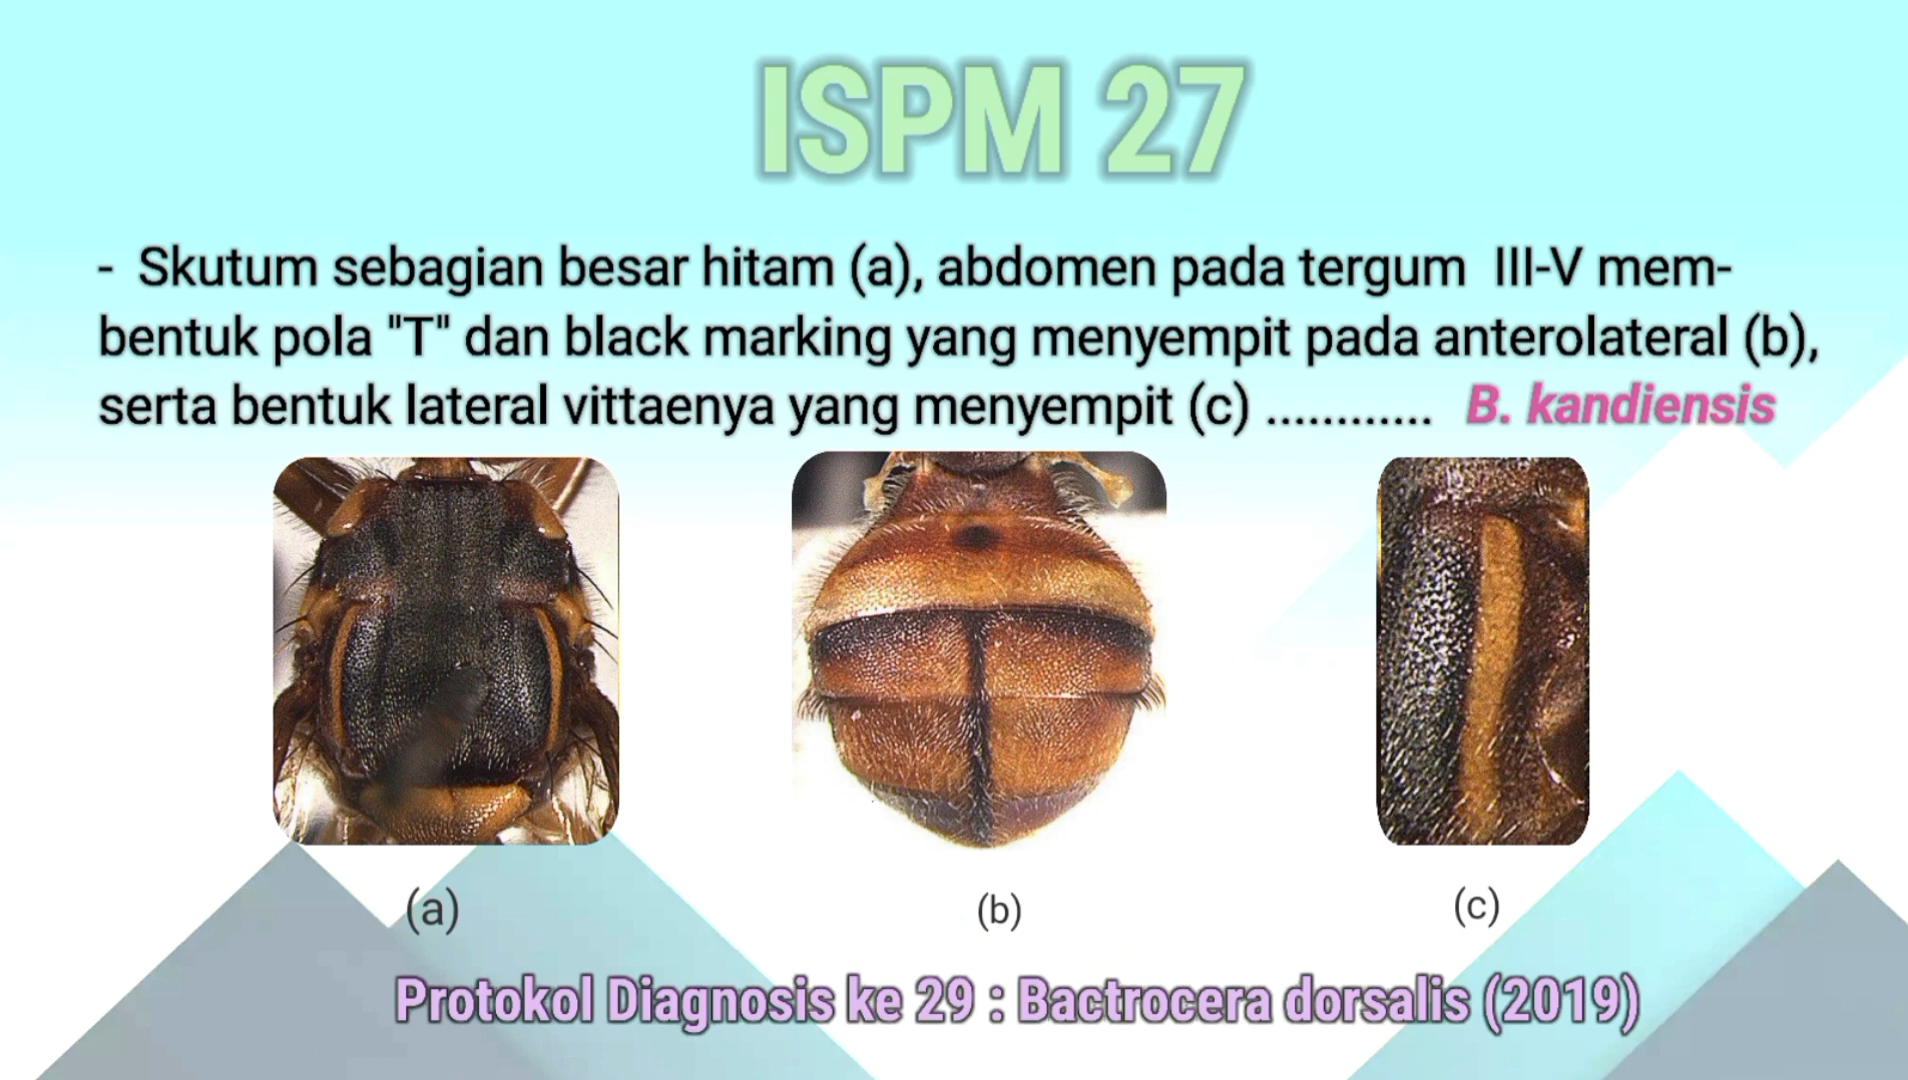 ISPM 27
- Skutum sebagian besar hitam (a), abdomen pada tergum III-V mem-
bentuk pola "T" dan black marking yang menyempit pada anterolateral (b),
serta bentuk lateral vittaenya yang menyempit (c) ............ B. kandiensis
(a) (b) (c)
Protokol Diagnosis ke 29 : Bactrocera dorsalis (2019)